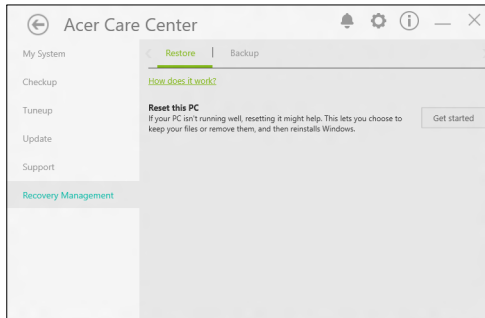 Acer Care Center
My System
Checkup
Tuneup
Update
Support
Recovery Management
Restore
Backup
How does it work?
Reset this PC
If your PC isn't running well, resetting it might help. This lets you choose to
keep your files or remove them, and then reinstalls Windows.
Get started